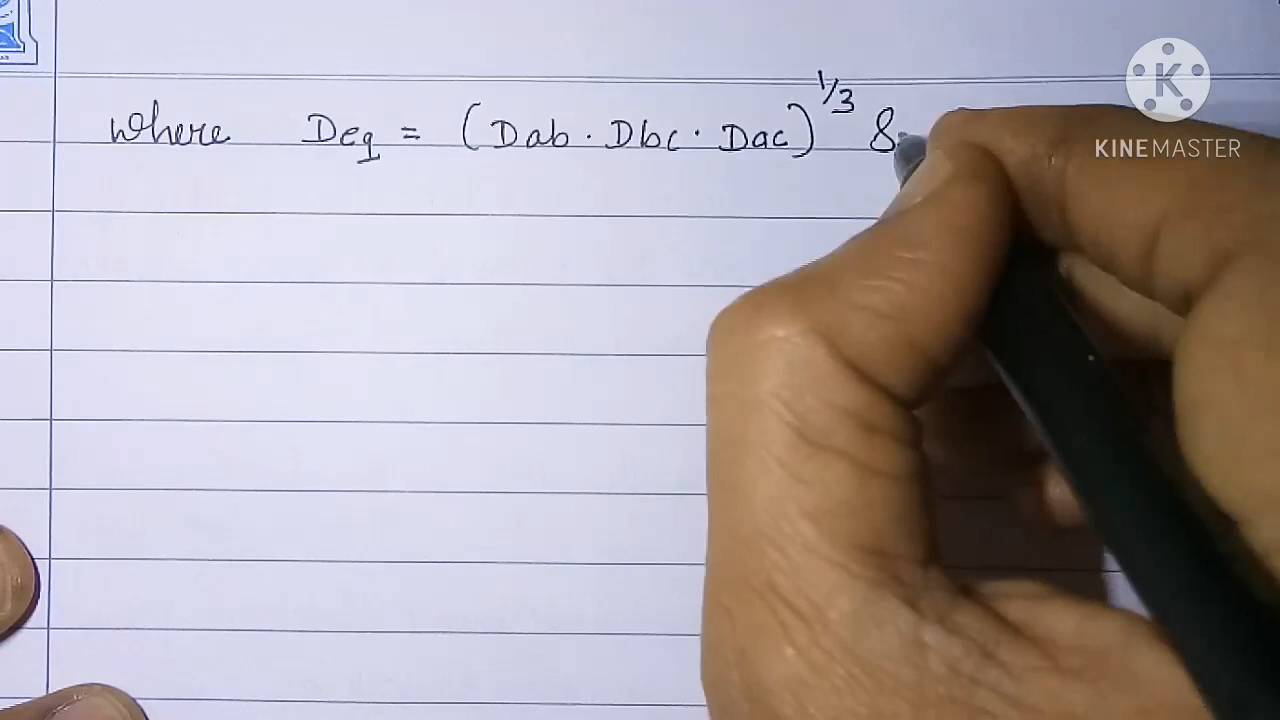 where Deq = (Dab · Dbc · Dac)^1/3 &
KINEMASTER